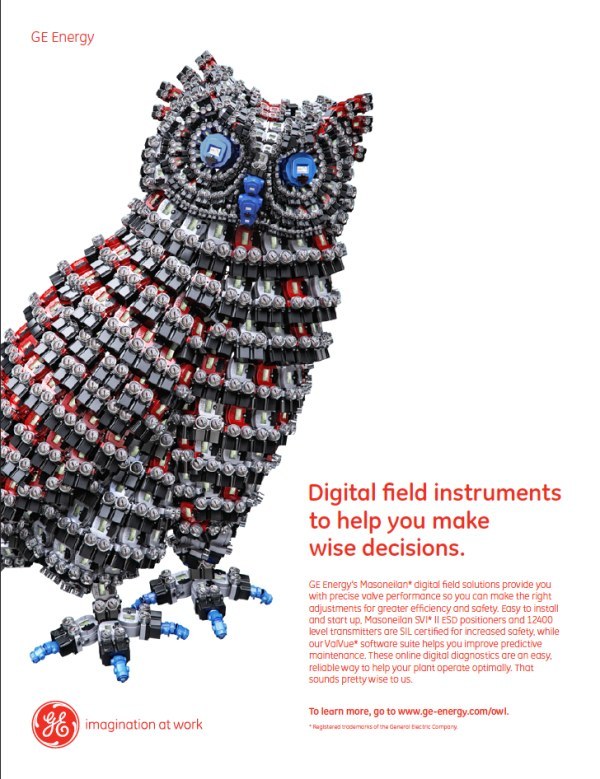 GE Energy
Digital field instruments
to help you make
wise decisions.
GE Energy's Masoneilan* digital field solutions provide you
with precise valve performance so you can make the right
adjustments for greater efficiency and safety. Easy to install
and start up, Masoneilan SVI* II ESD positioners and 12400
level transmitters are SIL certified for increased safety, while
our ValVue* software suite helps you improve predictive
maintenance. These online digital diagnostics are an easy,
reliable way to help your plant operate optimally. That
sounds pretty wise to us.
To learn more, go to www.ge-energy.com/owl.
* Registered trademarks of the General Electric Company.
GE imagination at work